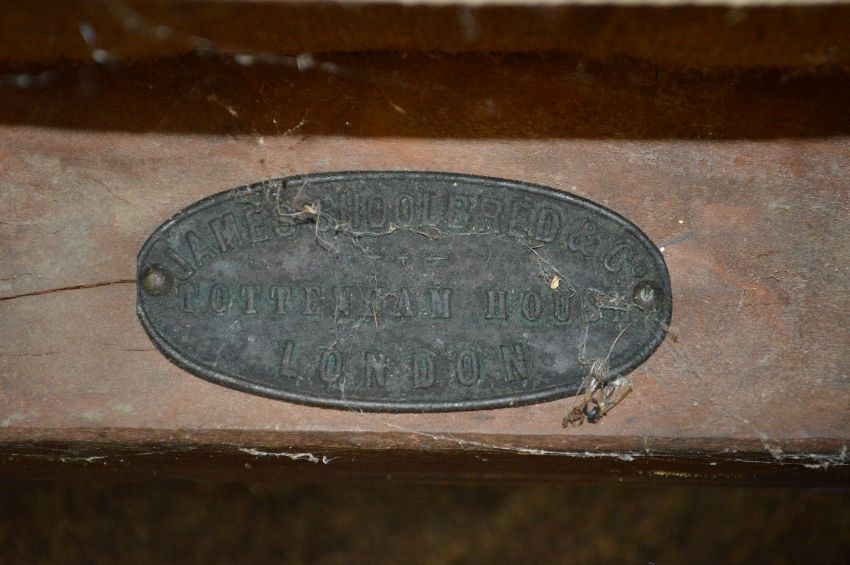 JAMES SHOOLBRED & Co
TOTTENHAM HOUSE
LONDON